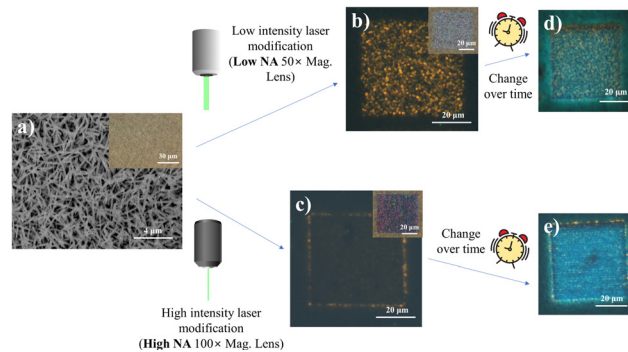 Low intensity laser
modification
(Low NA 50× Mag.
Lens)
b)
20 μm
20 μm
Change
over time
d)
20 μm
a)
30 μm
4 μm
c)
20 μm
20 μm
Change
over time
e)
20 μm
High intensity laser
modification
(High NA 100× Mag. Lens)